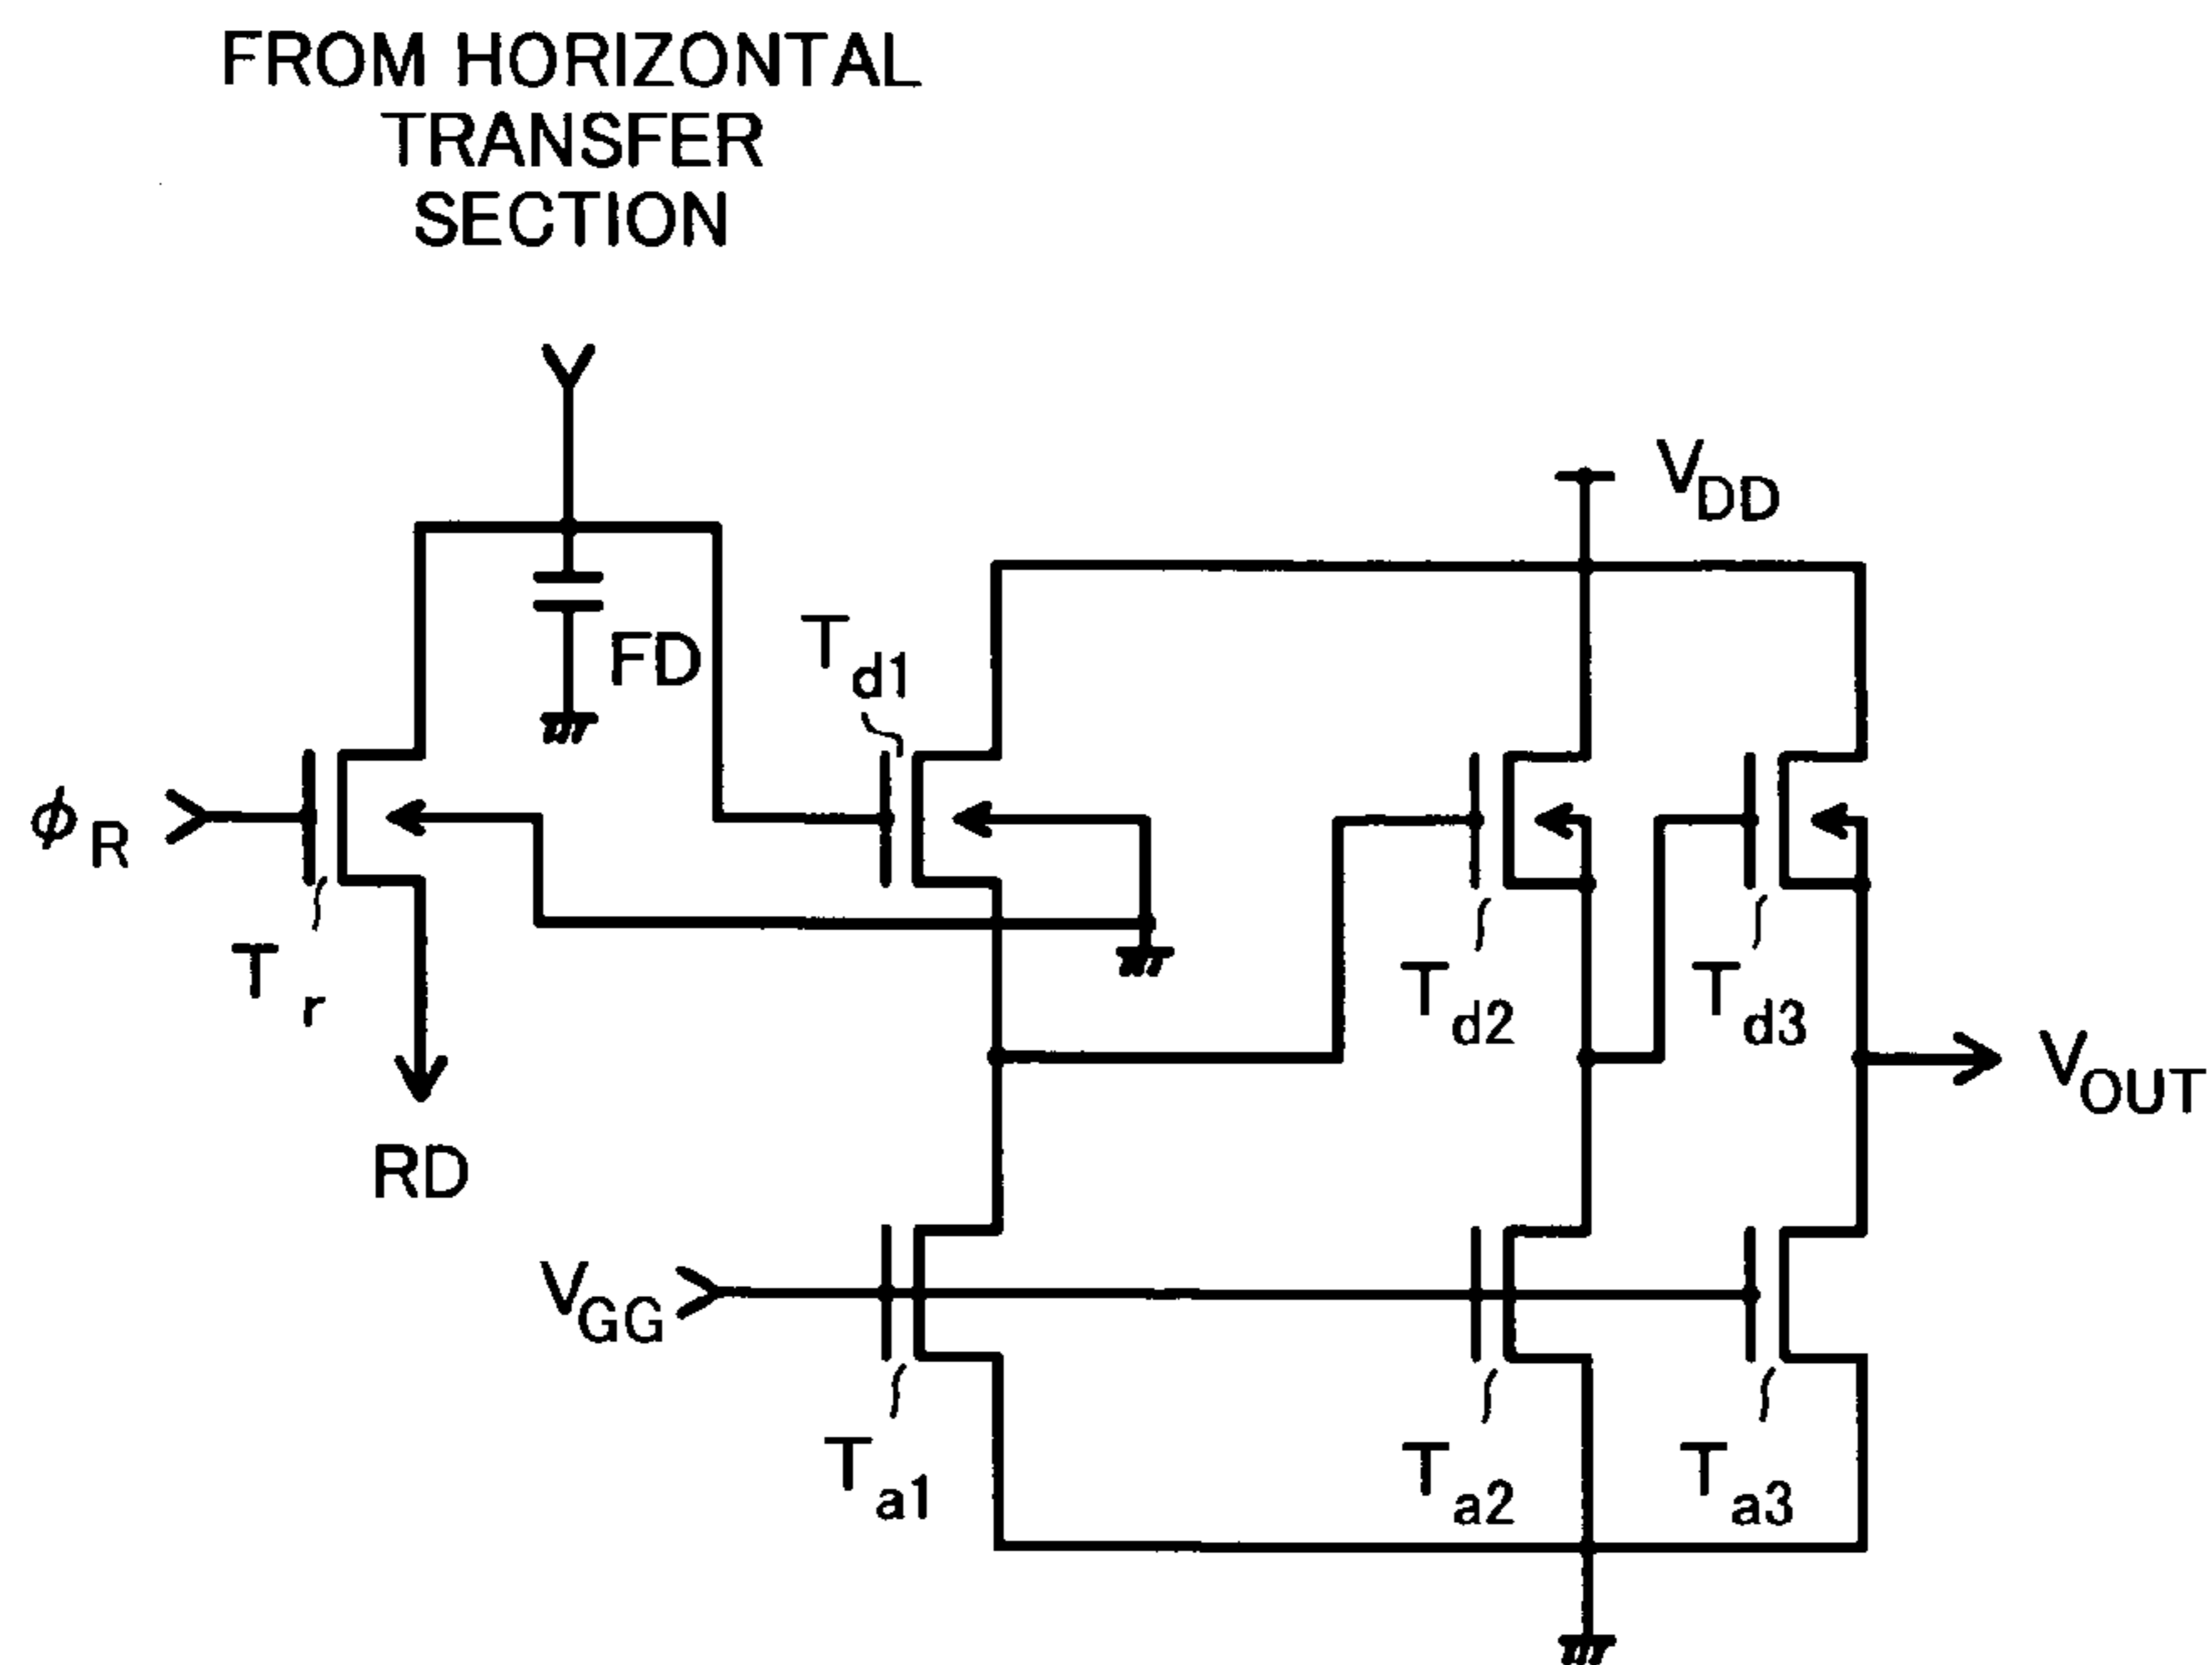 FROM HORIZONTAL
TRANSFER
SECTION
VDD
FD
Td1
ϕR
Tr
Td2
Td3
VOUT
RD
VGG
Ta1
Ta2
Ta3